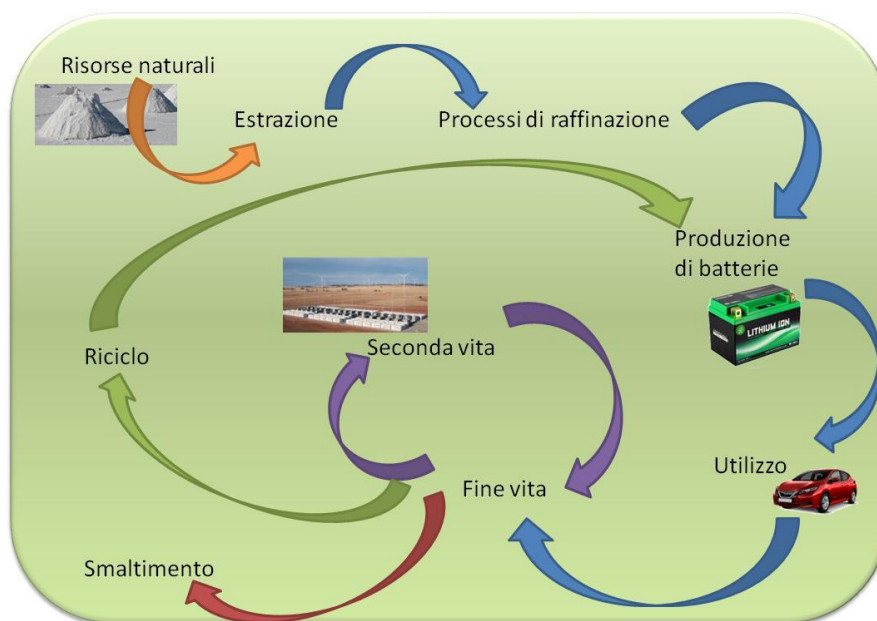 Risorse naturali
Estrazione
Processi di raffinazione
Produzione
di batterie
LITHIUM ION
Seconda vita
Riciclo
Utilizzo
Fine vita
Smaltimento